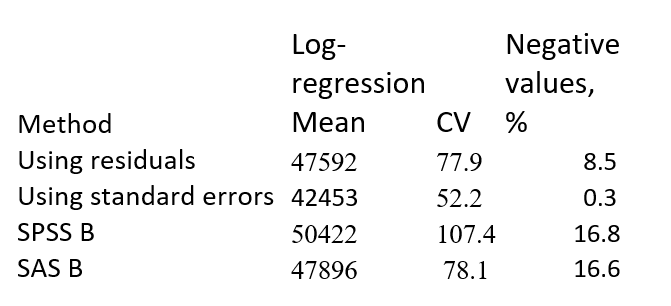 Log- Negative
regression values,
Method Mean CV %
Using residuals 47592 77.9 8.5
Using standard errors 42453 52.2 0.3
SPSS B 50422 107.4 16.8
SAS B 47896 78.1 16.6